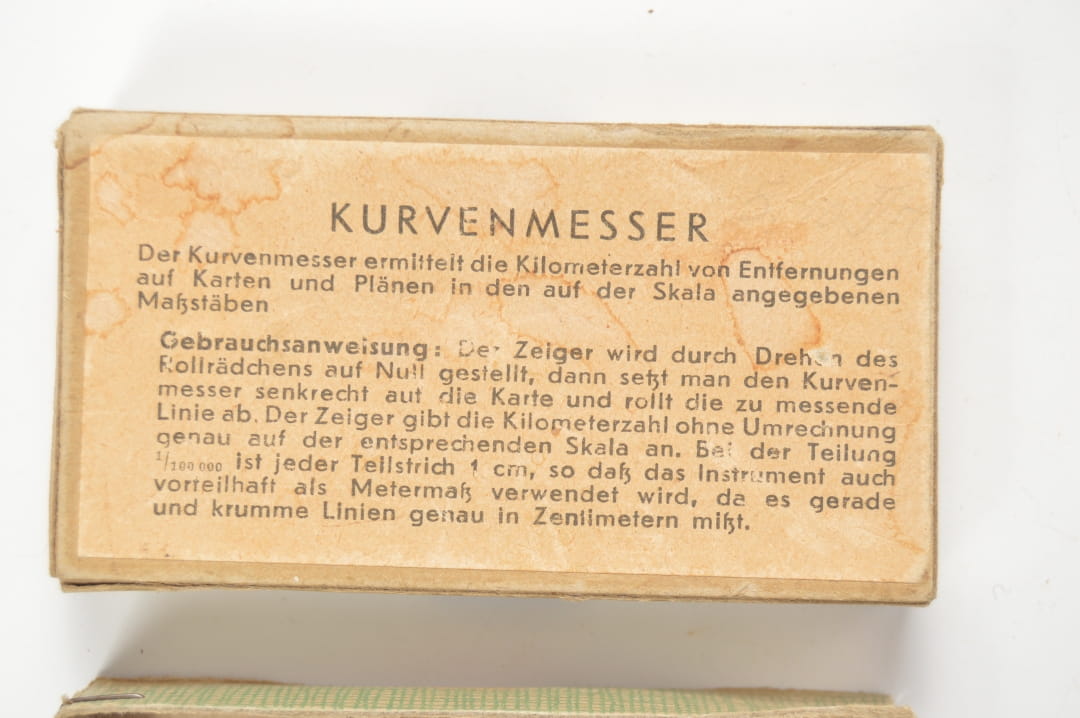 KURVENMESSER
Der Kurvenmesser ermittelt die Kilometerzahl von Entfernungen
auf Karten und Plänen in den auf der Skala angegebenen
Maßstäben
Gebrauchsanweisung: Der Zeiger wird durch Drehen des
Rollrädchens auf Null gestellt, dann setzt man den Kurven-
messer senkrecht auf die Karte und rollt die zu messende
Linie ab. Der Zeiger gibt die Kilometerzahl ohne Umrechnung
genau auf der entsprechenden Skala an. Bei der Teilung
1/100 000 ist jeder Teilstrich 1 cm, so daß das Instrument auch
vorteilhaft als Metermaß verwendet wird, da es gerade
und krumme Linien genau in Zentimetern mißt.